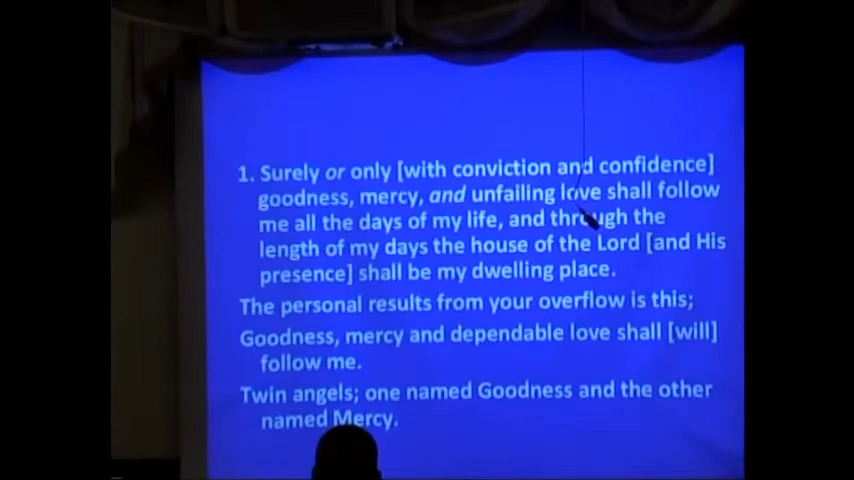 1. Surely or only [with conviction and confidence]
goodness, mercy, and unfailing love shall follow
me all the days of my life, and through the
length of my days the house of the Lord [and His
presence] shall be my dwelling place.
The personal results from your overflow is this;
Goodness, mercy and dependable love shall [will]
follow me.
Twin angels; one named Goodness and the other
named Mercy.